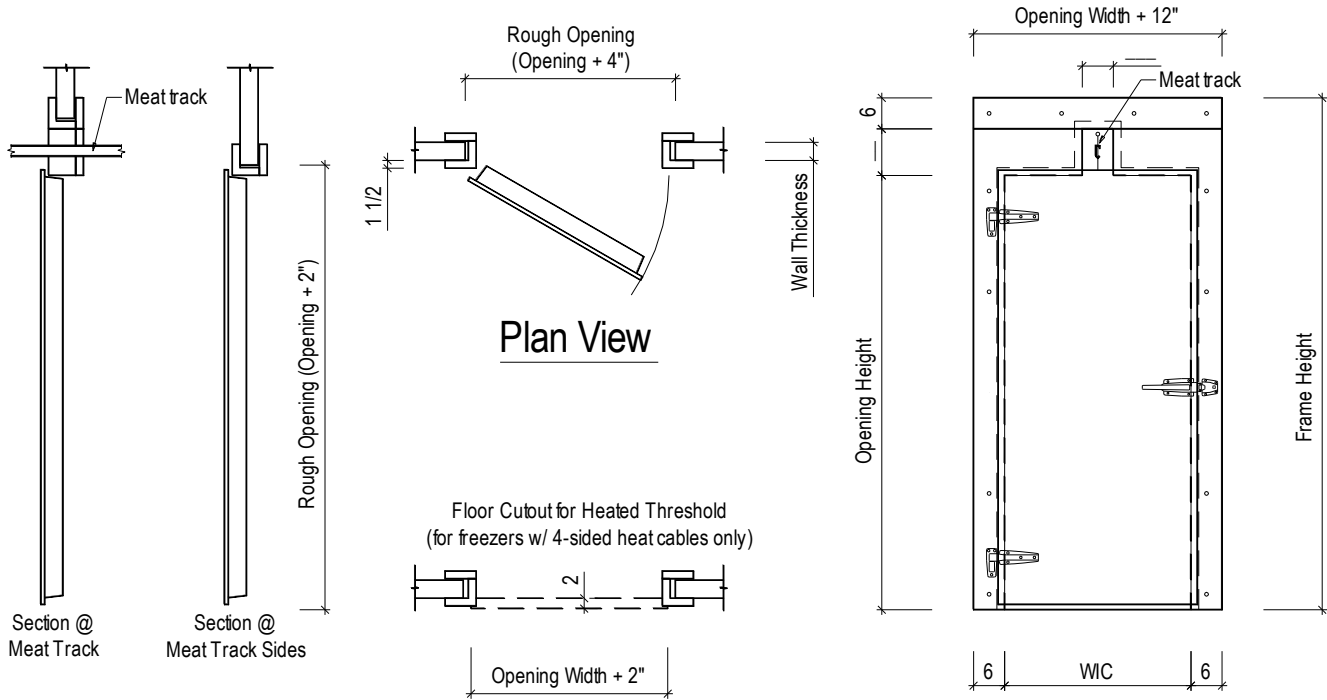 Meat track
Rough Opening (Opening + 2")
Section @
Meat Track
Section @
Meat Track Sides
Rough Opening
(Opening + 4")
1 1/2
Wall Thickness
Plan View
Floor Cutout for Heated Threshold
(for freezers w/ 4-sided heat cables only)
2
Opening Width + 2"
Opening Width + 12"
Meat track
6
Opening Height
Frame Height
6
WIC
6